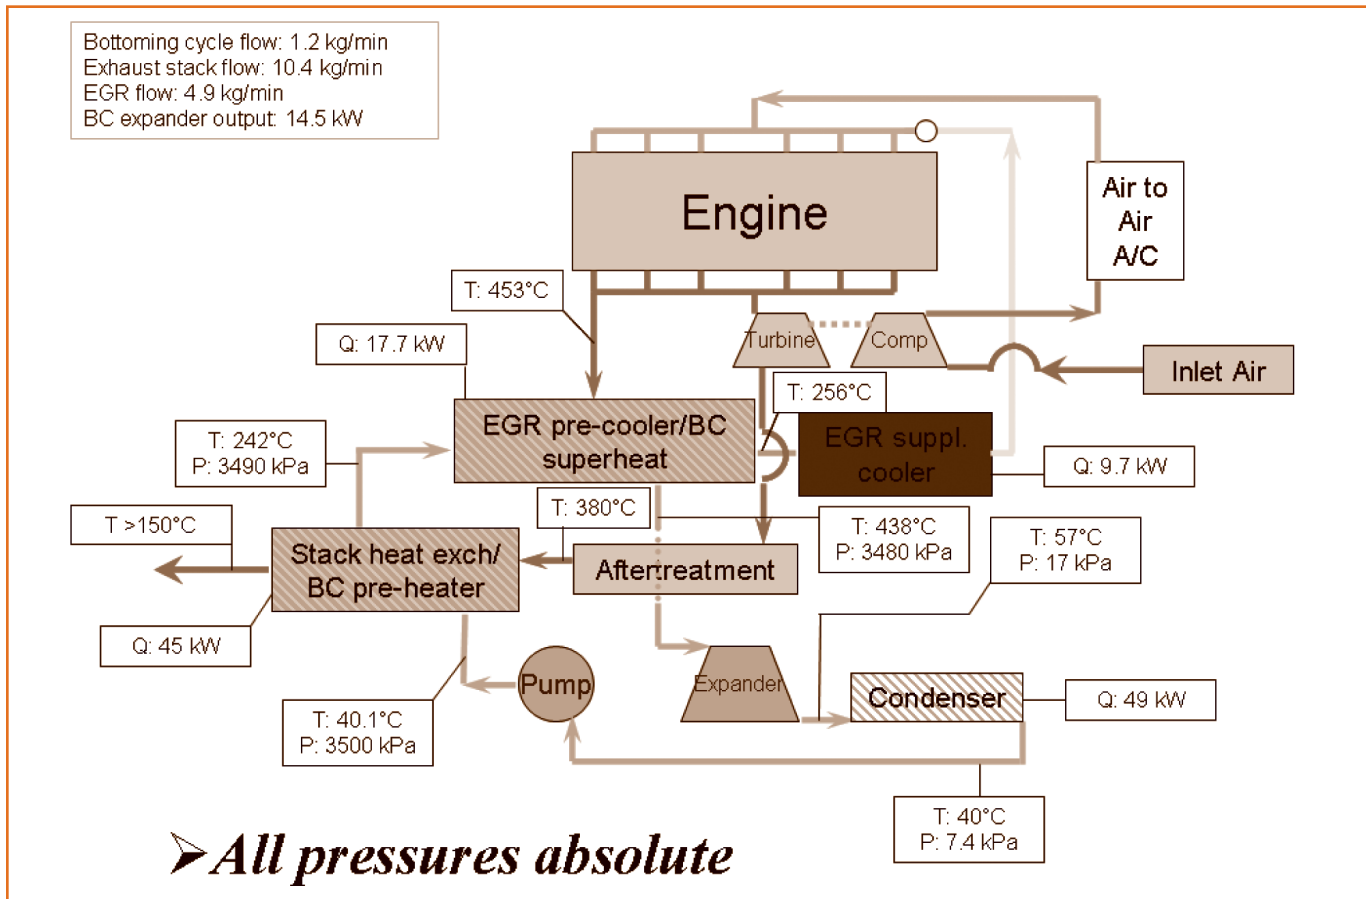 Bottoming cycle flow: 1.2 kg/min
Exhaust stack flow: 10.4 kg/min
EGR flow: 4.9 kg/min
BC expander output: 14.5 kW
Engine
Air to
Air
A/C
T: 453°C
Q: 17.7 kW
Turbine
Comp
Inlet Air
T: 256°C
EGR pre-cooler/BC
superheat
EGR suppl.
cooler
T: 242°C
P: 3490 kPa
Q: 9.7 kW
T >150°C
T: 380°C
T: 438°C
P: 3480 kPa
T: 57°C
P: 17 kPa
Stack heat exch/
BC pre-heater
Aftertreatment
Q: 45 kW
Pump
Expander
Condenser
Q: 49 kW
T: 40.1°C
P: 3500 kPa
T: 40°C
P: 7.4 kPa
➢All pressures absolute